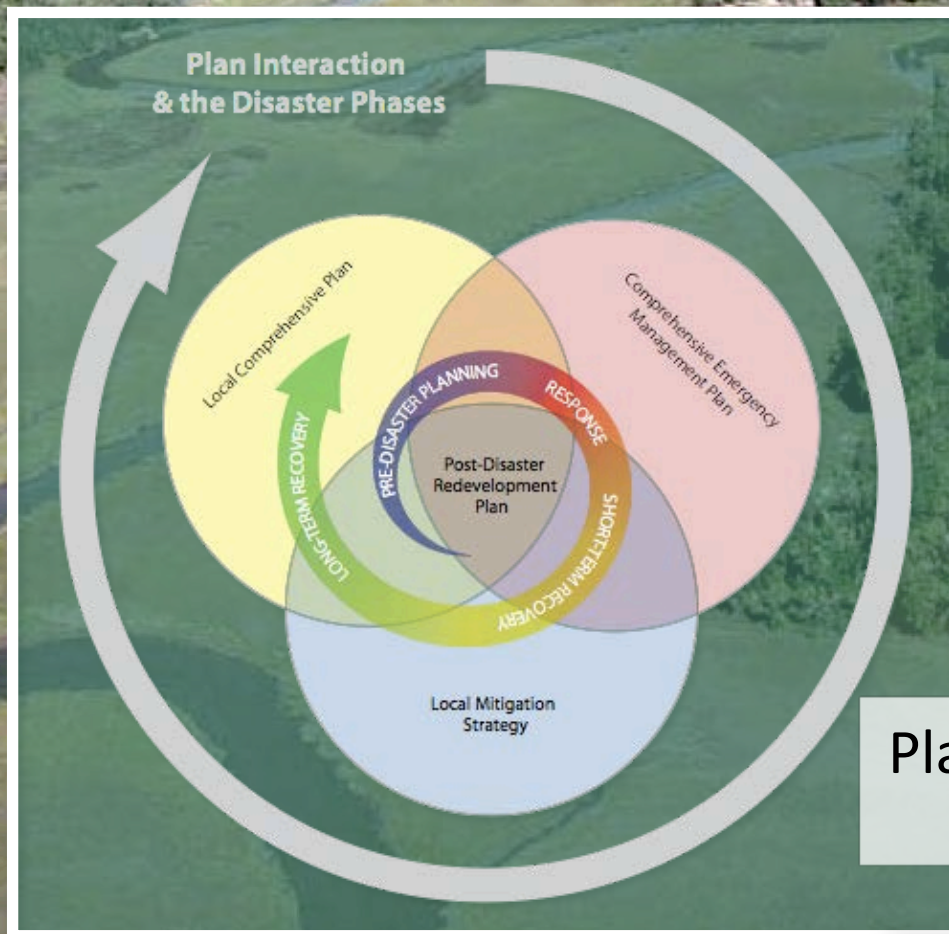 Plan Interaction
& the Disaster Phases
Local Comprehensive Plan
Comprehensive Emergency
Management Plan
PRE-DISASTER PLANNING
RESPONSE
SHORT-TERM RECOVERY
LONG-TERM RECOVERY
Post-Disaster
Redevelopment
Plan
Local Mitigation
Strategy
Pla